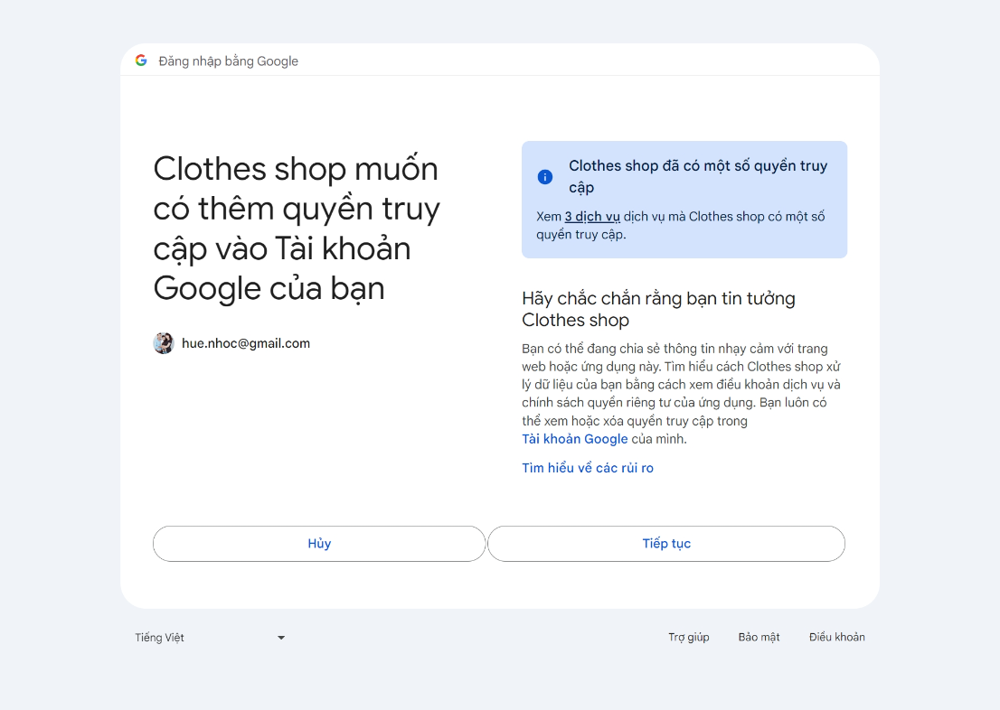 Đăng nhập bằng Google
Clothes shop muốn
có thêm quyền truy
cập vào Tài khoản
Google của bạn
hue.nhoc@gmail.com
Clothes shop đã có một số quyền truy
cập
Xem 3 dịch vụ dịch vụ mà Clothes shop có một số
quyền truy cập.
Hãy chắc chắn rằng bạn tin tưởng
Clothes shop
Bạn có thể đang chia sẻ thông tin nhạy cảm với trang
web hoặc ứng dụng này. Tìm hiểu cách Clothes shop xử
lý dữ liệu của bạn bằng cách xem điều khoản dịch vụ và
chính sách quyền riêng tư của ứng dụng. Bạn luôn có
thể xem hoặc xóa quyền truy cập trong
Tài khoản Google của mình.
Tìm hiểu về các rủi ro
Hủy
Tiếp tục
Tiếng Việt
Trợ giúp
Bảo mật
Điều khoản